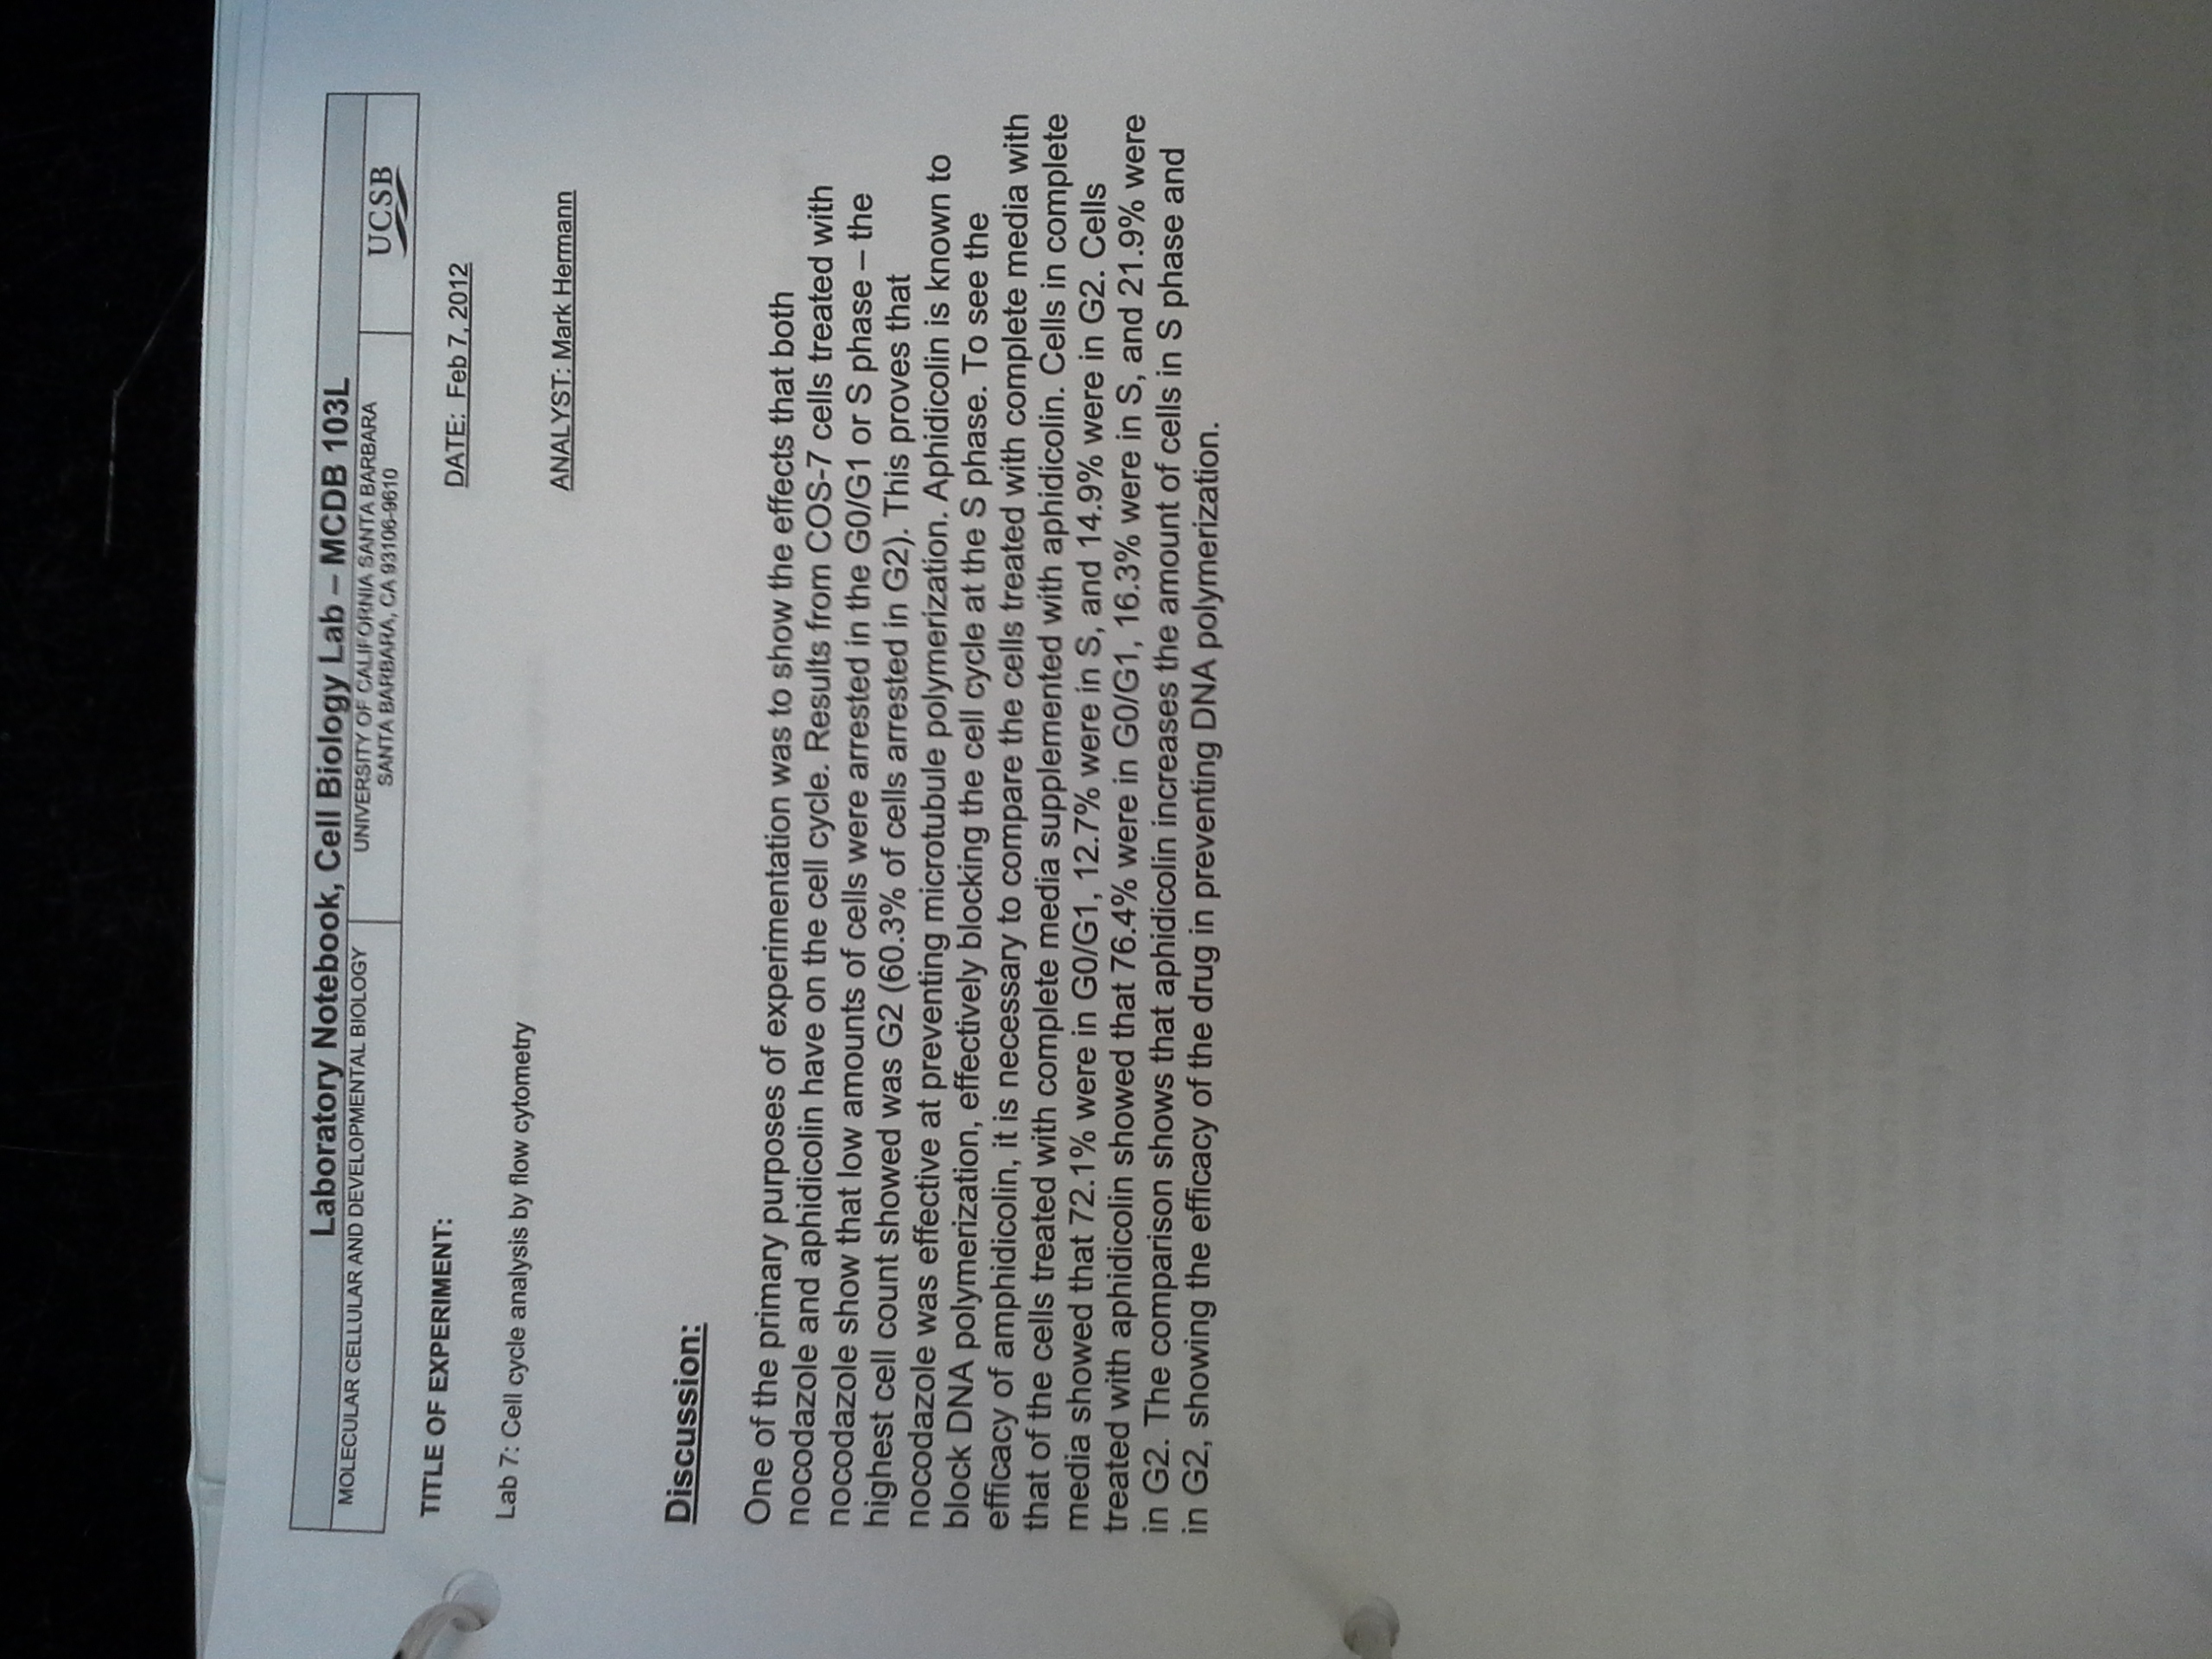 Laboratory Notebook, Cell Biology Lab – MCDB 103L
MOLECULAR CELLULAR AND DEVELOPMENTAL BIOLOGY
UNIVERSITY OF CALIFORNIA SANTA BARBARA
SANTA BARBARA, CA 93106-9610
UCSB
TITLE OF EXPERIMENT:
DATE: Feb 7, 2012
Lab 7: Cell cycle analysis by flow cytometry
ANALYST: Mark Hermann
Discussion:
One of the primary purposes of experimentation was to show the effects that both
nocodazole and aphidicolin have on the cell cycle. Results from COS-7 cells treated with
nocodazole show that low amounts of cells were arrested in the G0/G1 or S phase – the
highest cell count showed was G2 (60.3% of cells arrested in G2). This proves that
nocodazole was effective at preventing microtubule polymerization. Aphidicolin is known to
block DNA polymerization, effectively blocking the cell cycle at the S phase. To see the
efficacy of amphidicolin, it is necessary to compare the cells treated with complete media with
that of the cells treated with complete media supplemented with aphidicolin. Cells in complete
media showed that 72.1% were in G0/G1, 12.7% were in S, and 14.9% were in G2. Cells
treated with aphidicolin showed that 76.4% were in G0/G1, 16.3% were in S, and 21.9% were
in G2. The comparison shows that aphidicolin increases the amount of cells in S phase and
in G2, showing the efficacy of the drug in preventing DNA polymerization.